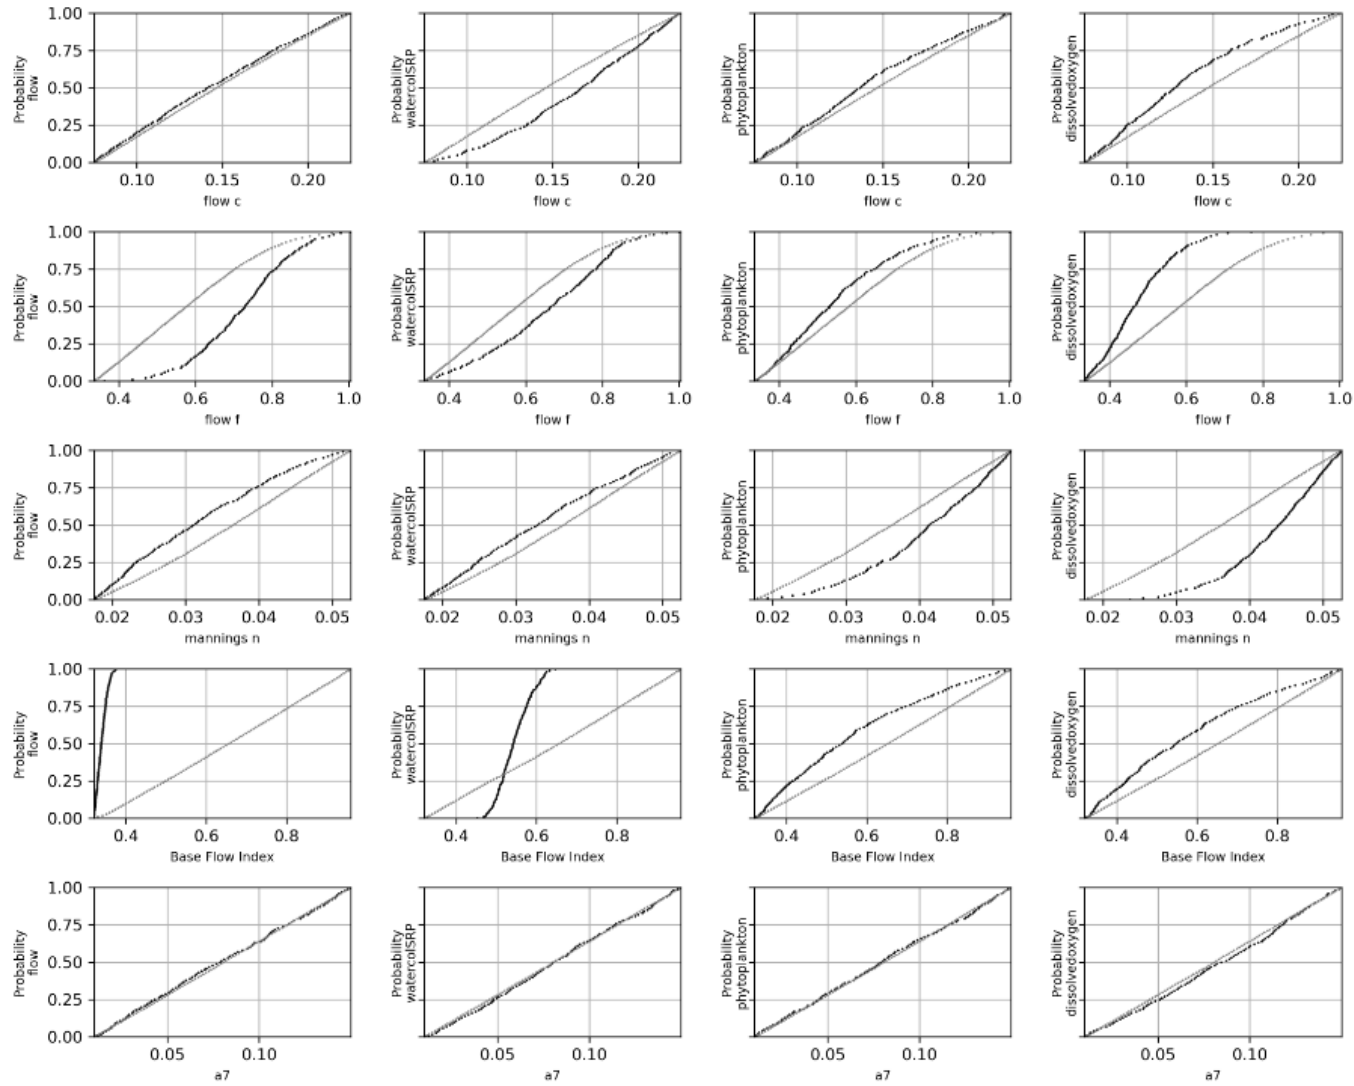 1.00
0.75
0.50
0.25
0.00
Probability
flow
0.10 0.15 0.20
flow c
Probability
watercolSRP
0.10 0.15 0.20
flow c
Probability
phytoplankton
0.10 0.15 0.20
flow c
Probability
dissolvedoxygen
0.10 0.15 0.20
flow c
1.00
0.75
0.50
0.25
0.00
Probability
flow
0.4 0.6 0.8 1.0
flow f
Probability
watercolSRP
0.4 0.6 0.8 1.0
flow f
Probability
phytoplankton
0.4 0.6 0.8 1.0
flow f
Probability
dissolvedoxygen
0.4 0.6 0.8 1.0
flow f
1.00
0.75
0.50
0.25
0.00
Probability
flow
0.02 0.03 0.04 0.05
mannings n
Probability
watercolSRP
0.02 0.03 0.04 0.05
mannings n
Probability
phytoplankton
0.02 0.03 0.04 0.05
mannings n
Probability
dissolvedoxygen
0.02 0.03 0.04 0.05
mannings n
1.00
0.75
0.50
0.25
0.00
Probability
flow
0.4 0.6 0.8
Base Flow Index
Probability
watercolSRP
0.4 0.6 0.8
Base Flow Index
Probability
phytoplankton
0.4 0.6 0.8
Base Flow Index
Probability
dissolvedoxygen
0.4 0.6 0.8
Base Flow Index
1.00
0.75
0.50
0.25
0.00
Probability
flow
0.05 0.10
a7
Probability
watercolSRP
0.05 0.10
a7
Probability
phytoplankton
0.05 0.10
a7
Probability
dissolvedoxygen
0.05 0.10
a7